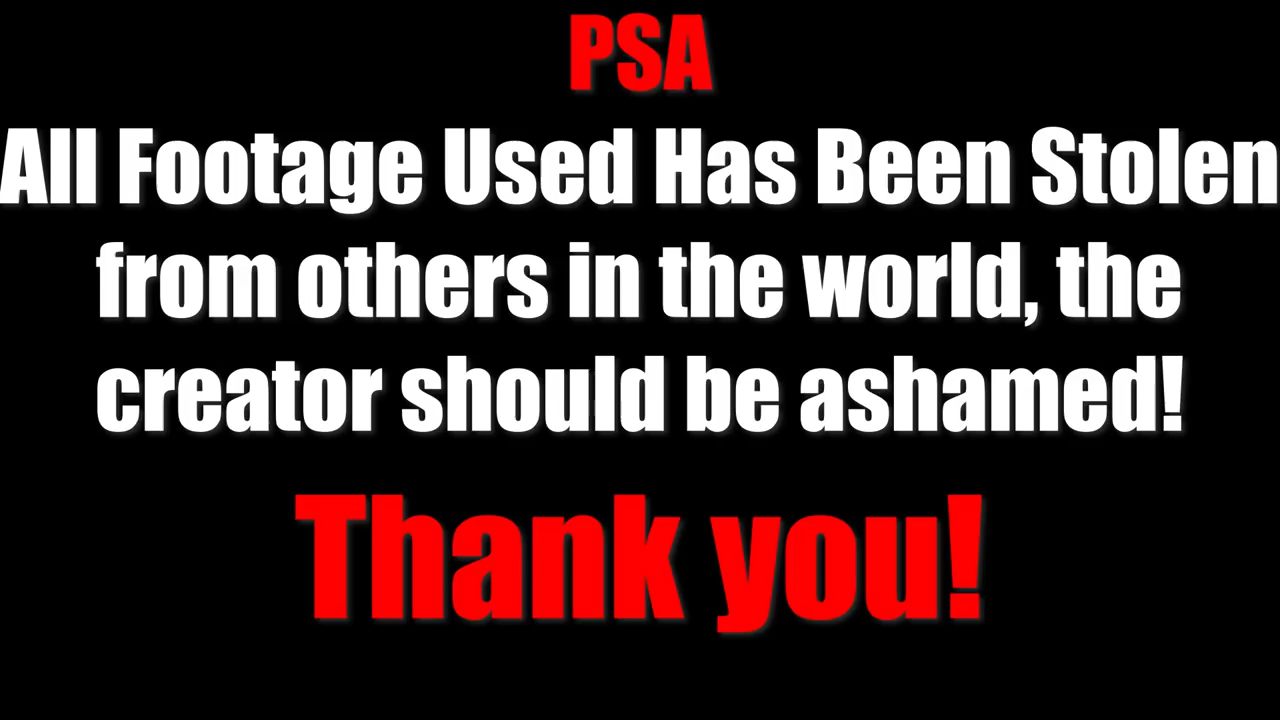 PSA
All Footage Used Has Been Stolen
from others in the world, the
creator should be ashamed!
Thank you!